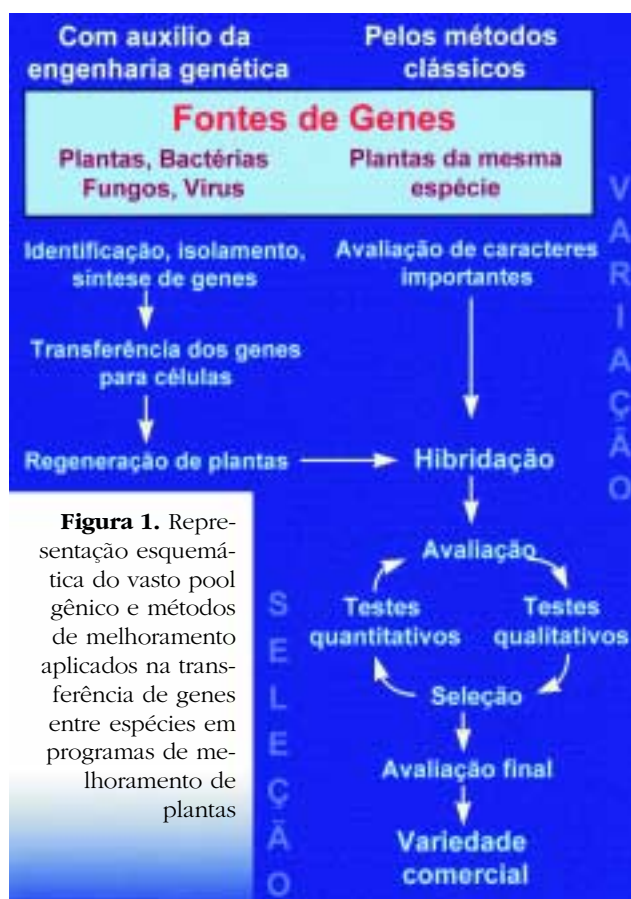 Com auxílio da
engenharia genética
Pelos métodos
clássicos
Fontes de Genes
Plantas, Bactérias
Fungos, Virus
Plantas da mesma
espécie
VARIAÇÃO
Identificação, isolamento,
síntese de genes
Avaliação de caracteres
importantes
Transferência dos genes
para células
Regeneração de plantas
Hibridação
Figura 1. Repre-
sentação esquemá-
tica do vasto pool
gênico e métodos
de melhoramento
aplicados na trans-
ferência de genes
entre espécies em
programas de me-
lhoramento de
plantas
SELEÇÃO
Avaliação
Testes
quantitativos
Testes
qualitativos
Seleção
Avaliação final
Variedade
comercial